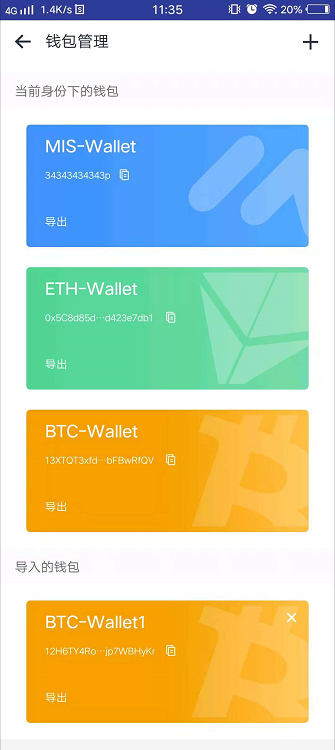 4G 1.4K/s 11:35 20%
钱包管理
当前身份下的钱包
MIS-Wallet
34343434343p
导出
ETH-Wallet
0x5C8d85d···d423e7db1
导出
BTC-Wallet
13XTQT3xfd···bFBwRfQV
导出
导入的钱包
BTC-Wallet1
12H6TY4Ro···jp7WBHyKr
导出